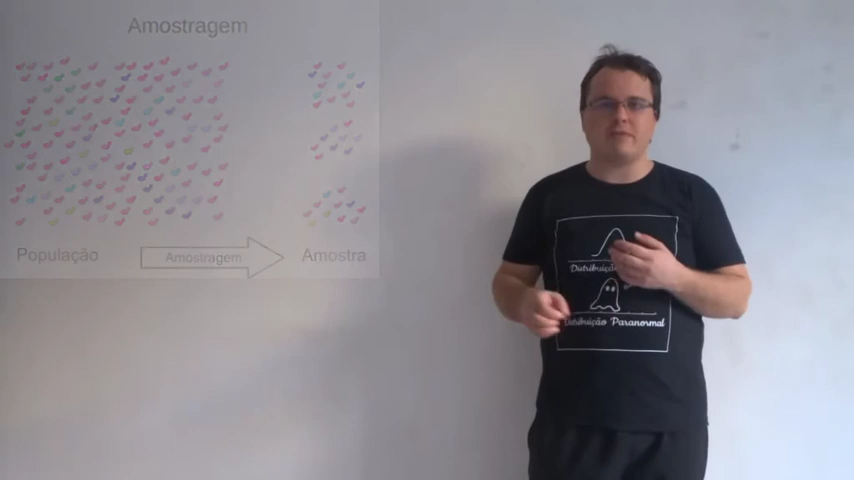 Amostragem
População
Amostragem
Amostra
Distribuição Paranormal